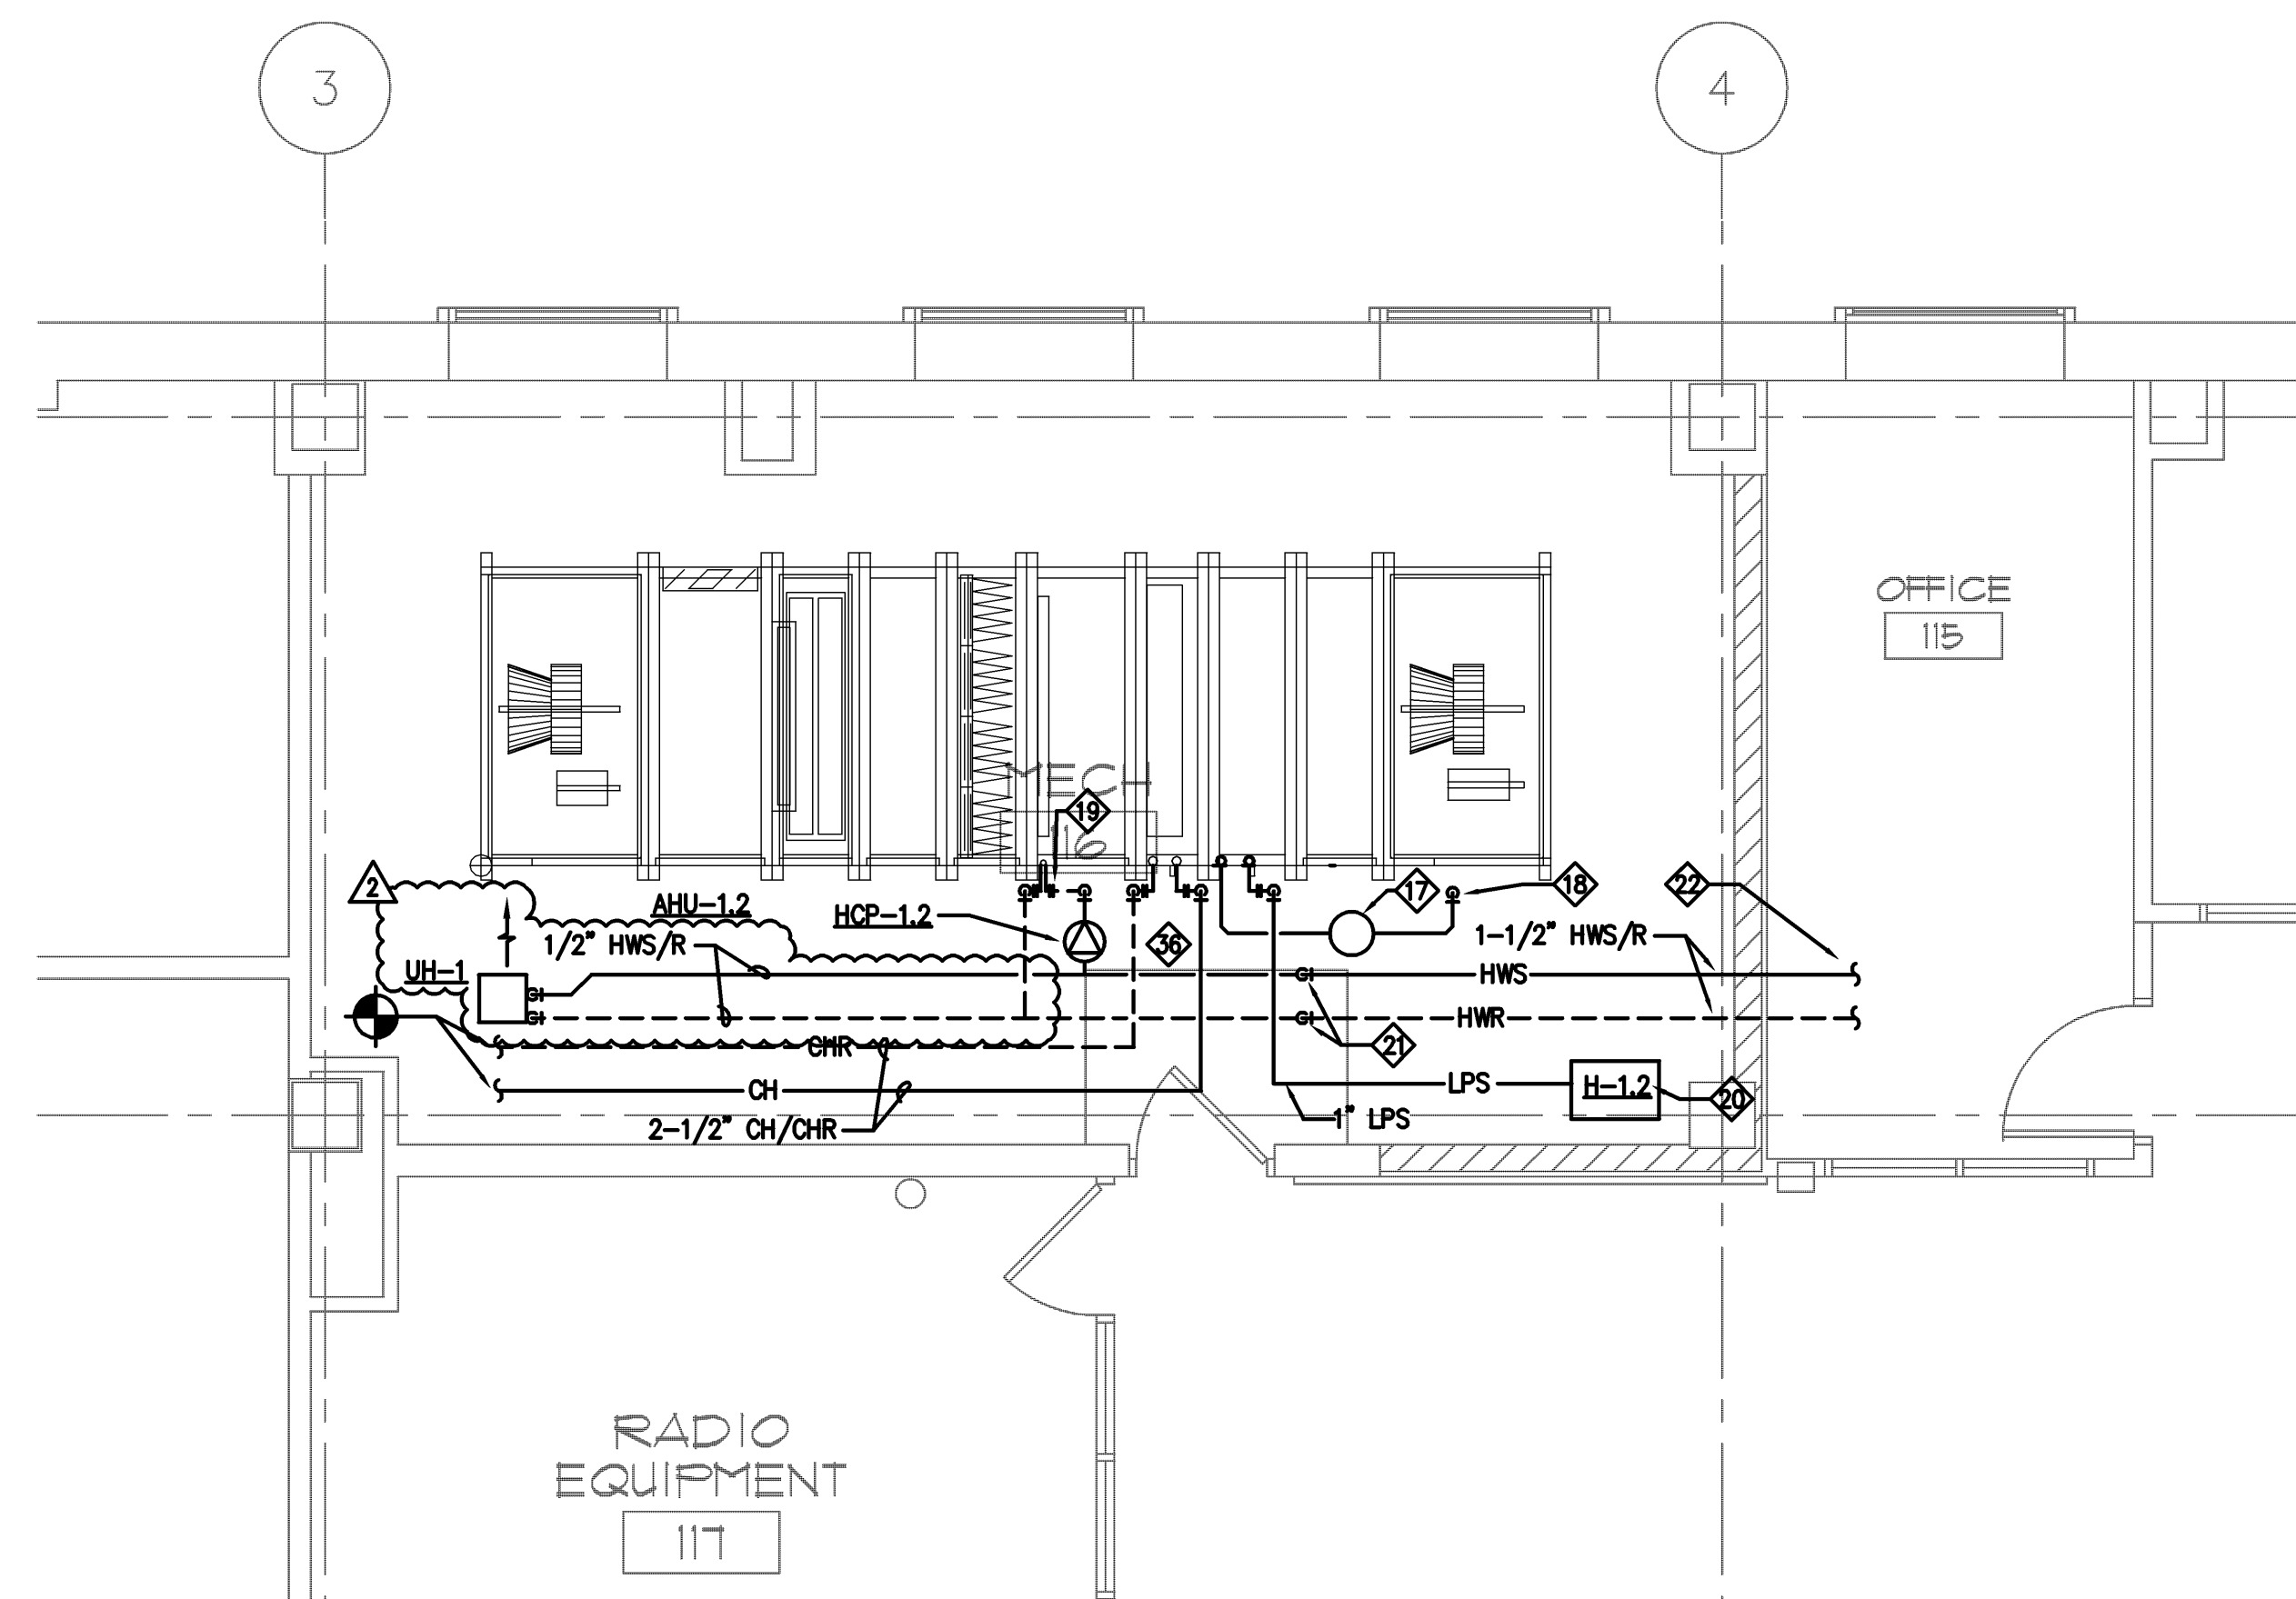 3
4
OFFICE
115
MECH
116
19
2
AHU-1.2
HCP-1.2
17
18
22
1/2" HWS/R
36
1-1/2" HWS/R
UH-1
HWS
HWR
CHR
21
CH
LPS
H-1.2
20
2-1/2" CH/CHR
1" LPS
RADIO
EQUIPMENT
117